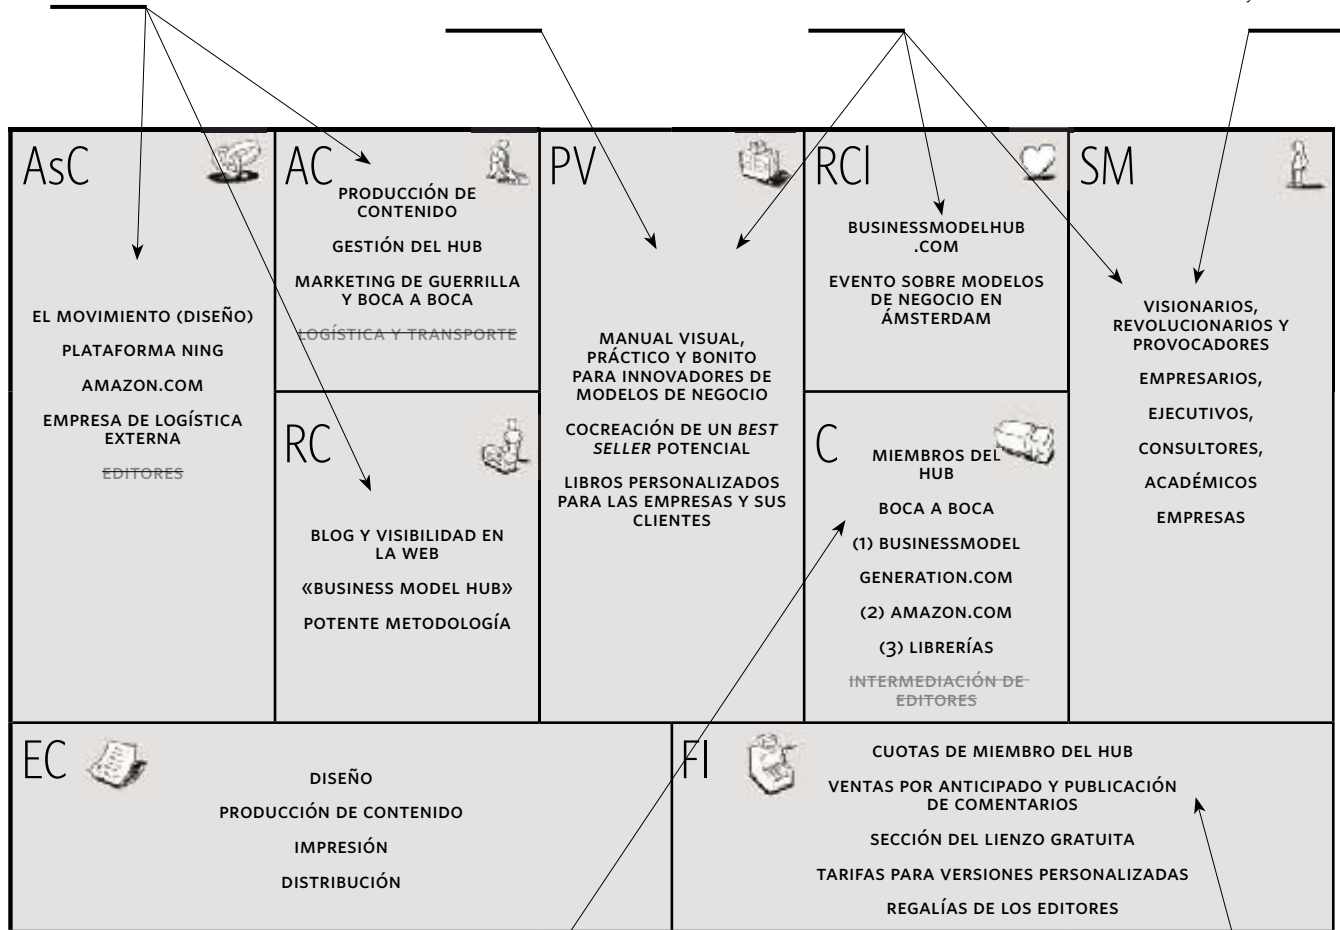 AsC
EL MOVIMIENTO (DISEÑO)
PLATAFORMA NING
AMAZON.COM
EMPRESA DE LOGÍSTICA
EXTERNA
EDITORES
AC
PRODUCCIÓN DE
CONTENIDO
GESTIÓN DEL HUB
MARKETING DE GUERRILLA
Y BOCA A BOCA
LOGÍSTICA Y TRANSPORTE
RC
BLOG Y VISIBILIDAD EN
LA WEB
«BUSINESS MODEL HUB»
POTENTE METODOLOGÍA
PV
MANUAL VISUAL,
PRÁCTICO Y BONITO
PARA INNOVADORES DE
MODELOS DE NEGOCIO
COCREACIÓN DE UN BEST
SELLER POTENCIAL
LIBROS PERSONALIZADOS
PARA LAS EMPRESAS Y SUS
CLIENTES
RCl
BUSINESSMODELHUB
.COM
EVENTO SOBRE MODELOS
DE NEGOCIO EN
ÁMSTERDAM
C
MIEMBROS DEL
HUB
BOCA A BOCA
(1) BUSINESSMODEL
GENERATION.COM
(2) AMAZON.COM
(3) LIBRERÍAS
INTERMEDIACIÓN DE
EDITORES
SM
VISIONARIOS,
REVOLUCIONARIOS Y
PROVOCADORES
EMPRESARIOS,
EJECUTIVOS,
CONSULTORES,
ACADÉMICOS
EMPRESAS
EC
DISEÑO
PRODUCCIÓN DE CONTENIDO
IMPRESIÓN
DISTRIBUCIÓN
FI
CUOTAS DE MIEMBRO DEL HUB
VENTAS POR ANTICIPADO Y PUBLICACIÓN
DE COMENTARIOS
SECCIÓN DEL LIENZO GRATUITA
TARIFAS PARA VERSIONES PERSONALIZADAS
REGALÍAS DE LOS EDITORES